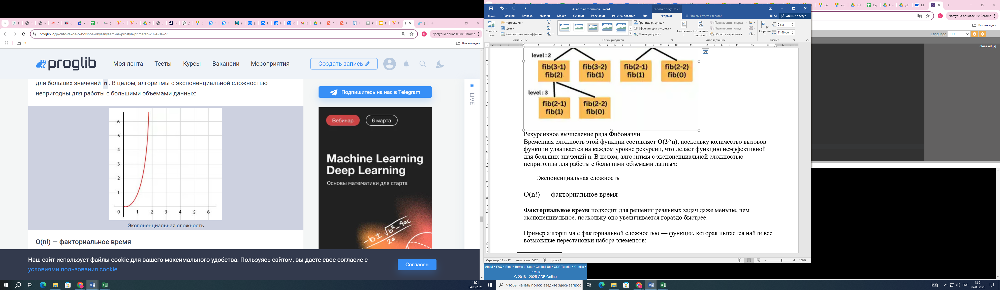 proglib.io/p/chto-takoe-o-bolshoe-obyasnyaem-na-prostyh-primerah-2024-04-27
Доступно обновление Chrome
!!!!
Все закладки
proglib
Моя лента
Тесты
Курсы
Вакансии
Мероприятия
Создать запись
для больших значений n. В целом, алгоритмы с экспоненциальной сложностью
непригодны для работы с большими объемами данных:
6
5
4
3
2
1
0 1 2 3 4 5 6
Экспоненциальная сложность
O(n!) — факториальное время
Подпишитесь на нас в Telegram
LIVE
Вебинар
6 марта
Machine Learning
Deep Learning
Основы математики для старта
-b±√b²-4ac
2a
Наш сайт использует файлы cookie для вашего максимального удобства. Пользуясь сайтом, вы даете свое согласие с
условиями пользования cookie
Согласен
18:01
04.03.2025
Анализ алгоритмов - Word
Работа с рисунками
Файл
Главная
Вставка
Дизайн
Макет
Ссылки
Рассылки
Рецензирование
Вид
Формат
Что вы хотите сделать?
Вход
Общий доступ
Удалить
фон
Коррекция
Цвет
Художественные эффекты
Изменение
Стили рисунков
Граница рисунка
Эффекты для рисунка
Макет рисунка
Положение
Обтекание
текстом
Переместить вперед
Переместить назад
Область выделения
Упорядочение
Обрезка
9 см
11,46 см
Размер
level : 2
fib(3-1)
fib(2)
fib(3-2)
fib(1)
fib(2-1)
fib(1)
fib(2-2)
fib(0)
level : 3
fib(2-1)
fib(1)
fib(2-2)
fib(0)
Рекурсивное вычисление ряда Фибоначчи
Временная сложность этой функции составляет O(2^n), поскольку количество вызовов
функции удваивается на каждом уровне рекурсии, что делает функцию неэффективной
для больших значений n. В целом, алгоритмы с экспоненциальной сложностью
непригодны для работы с большими объемами данных:
Экспоненциальная сложность
O(n!) — факториальное время
Факториальное время подходит для решения реальных задач даже меньше, чем
экспоненциальное, поскольку оно увеличивается гораздо быстрее.
Пример алгоритма с факториальной сложностью — функция, которая пытается найти все
возможные перестановки набора элементов:
Страница 13 из 17
Число слов: 3402
русский
160%
Доступно обновление Chrome
Все закладки
Language C++
close ad [x]
About • FAQ • Blog • Terms of Use • Contact Us • GDB Tutorial • Credits •
Privacy
© 2016 - 2025 GDB Online
Чтобы начать поиск, введите здесь запрос
ENG
18:01
04.03.2025